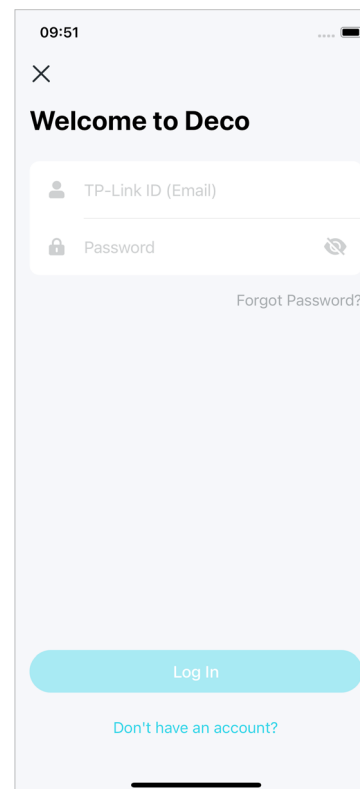 09:51
Welcome to Deco
TP-Link ID (Email)
Password
Forgot Password?
Log In
Don't have an account?